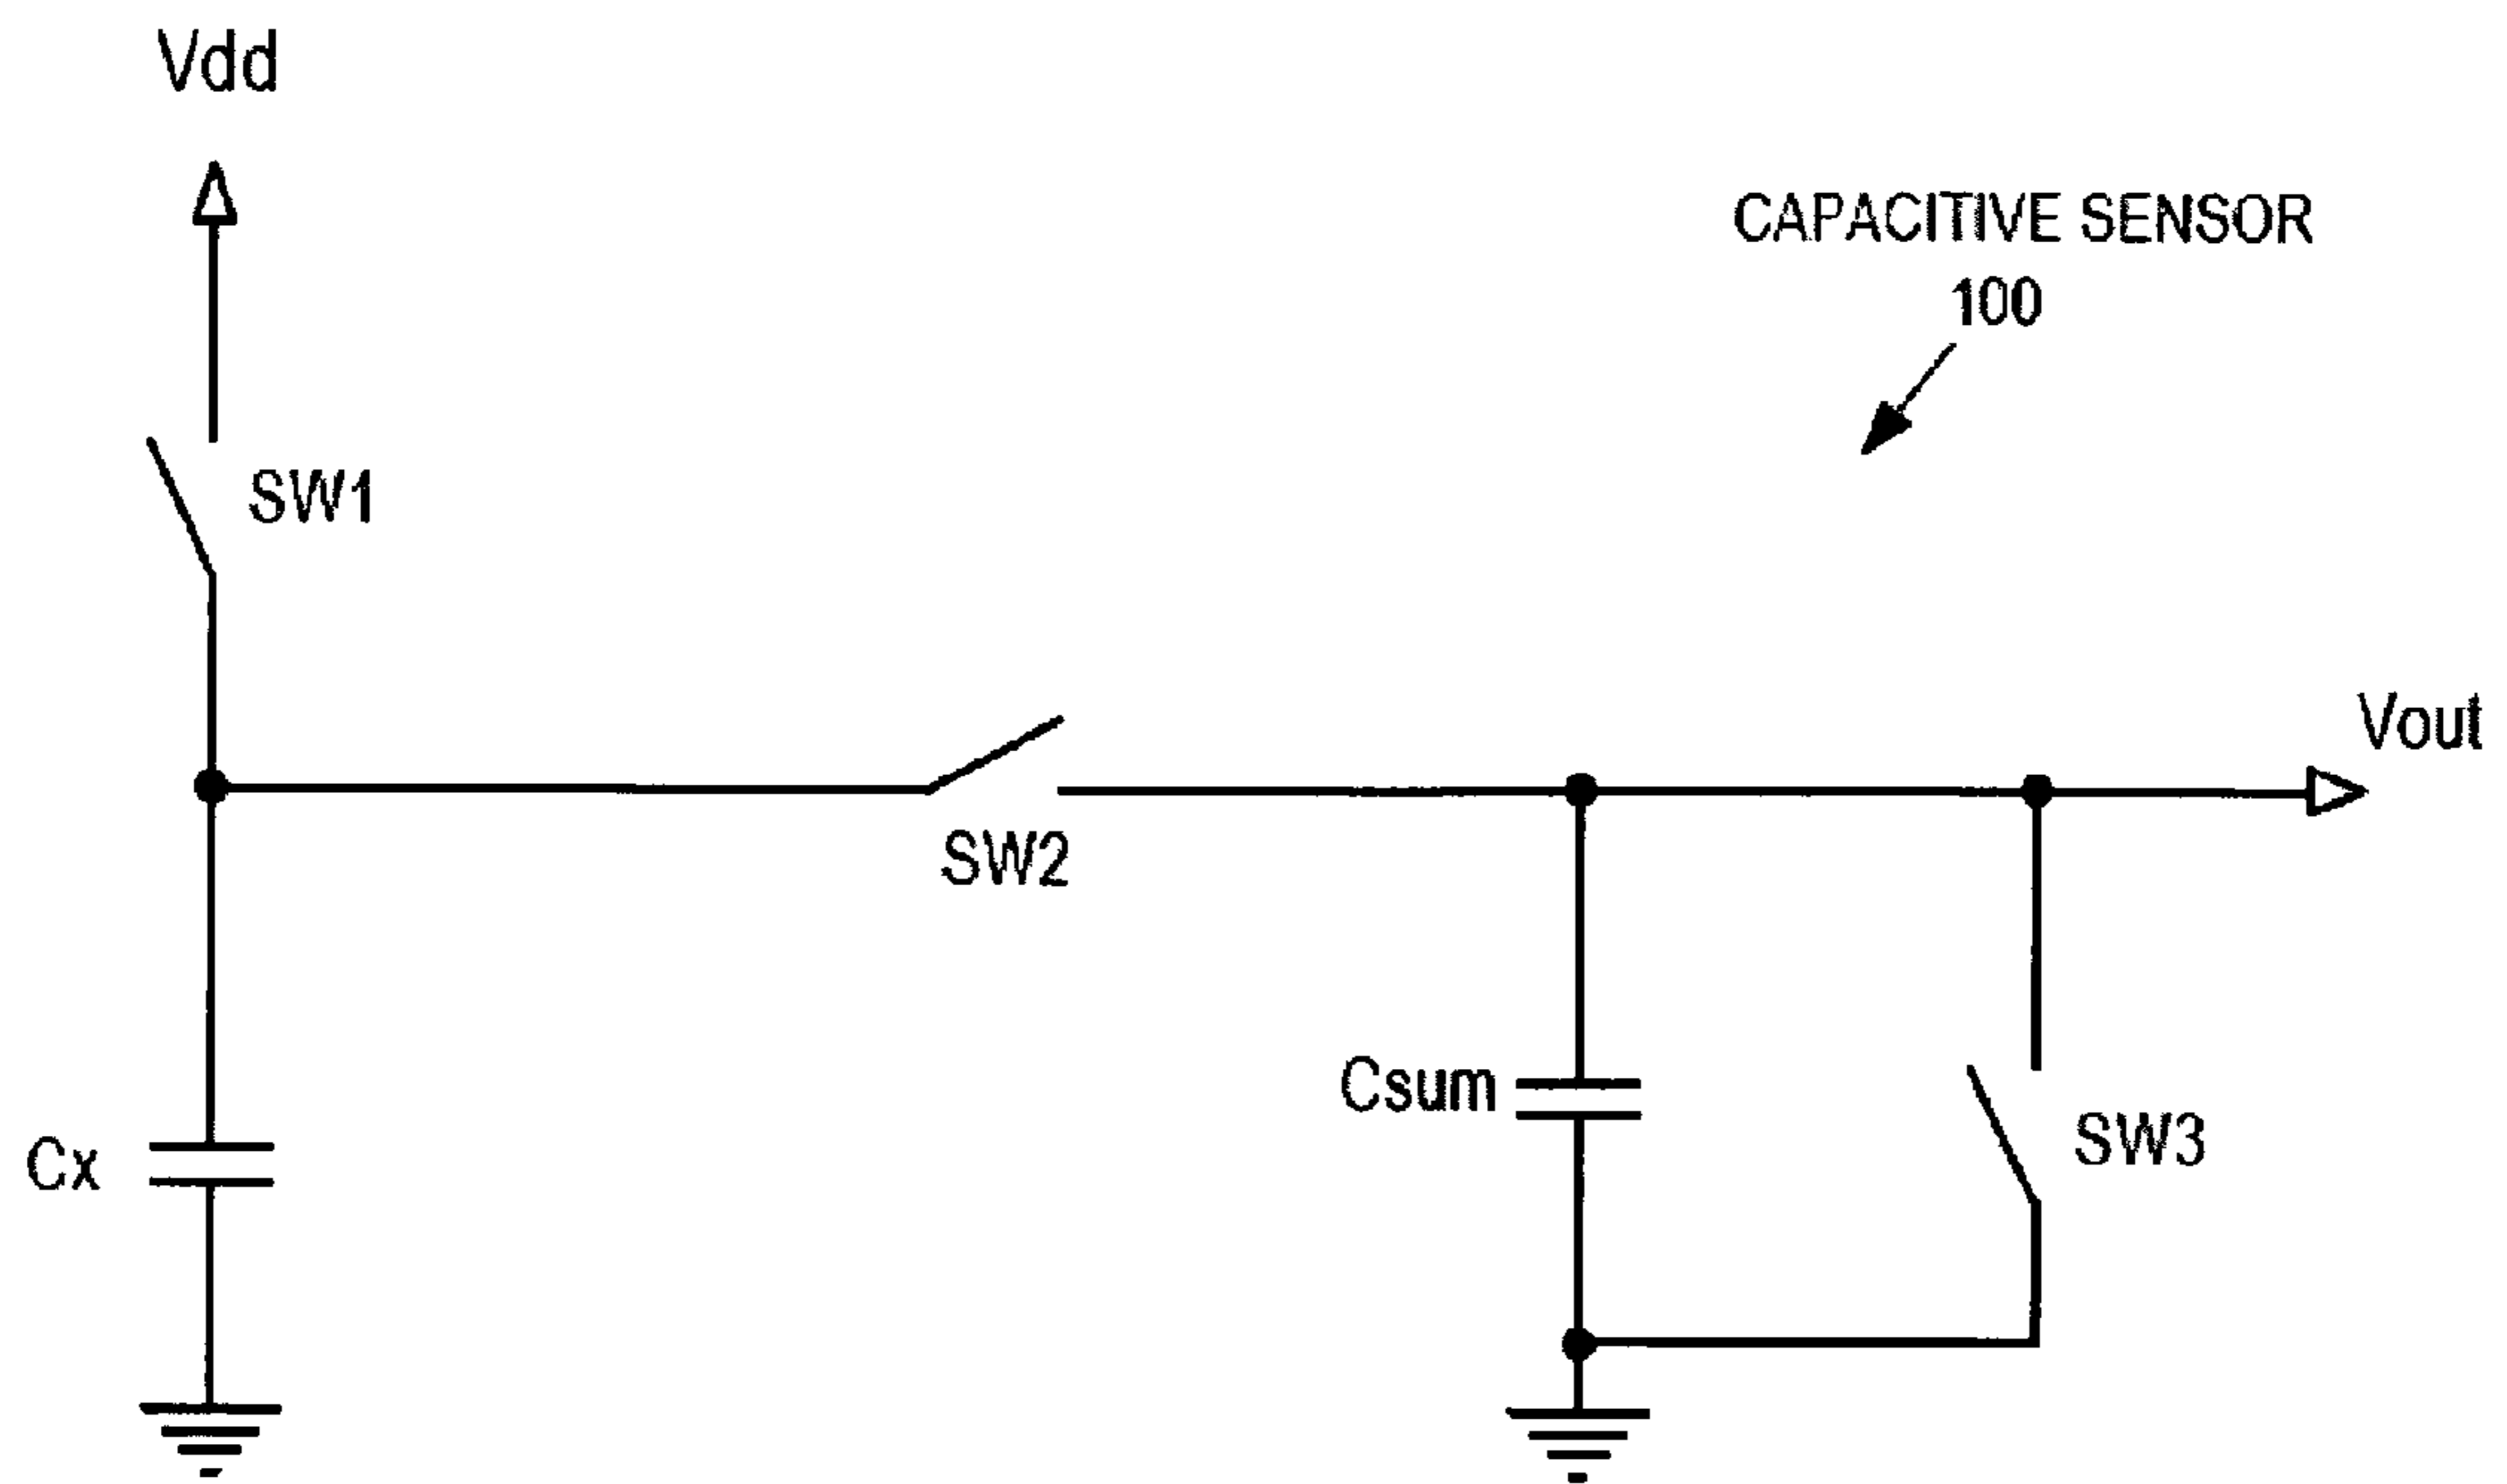 Vdd
CAPACITIVE SENSOR
100
SW1
Vout
SW2
Csum
SW3
Cx